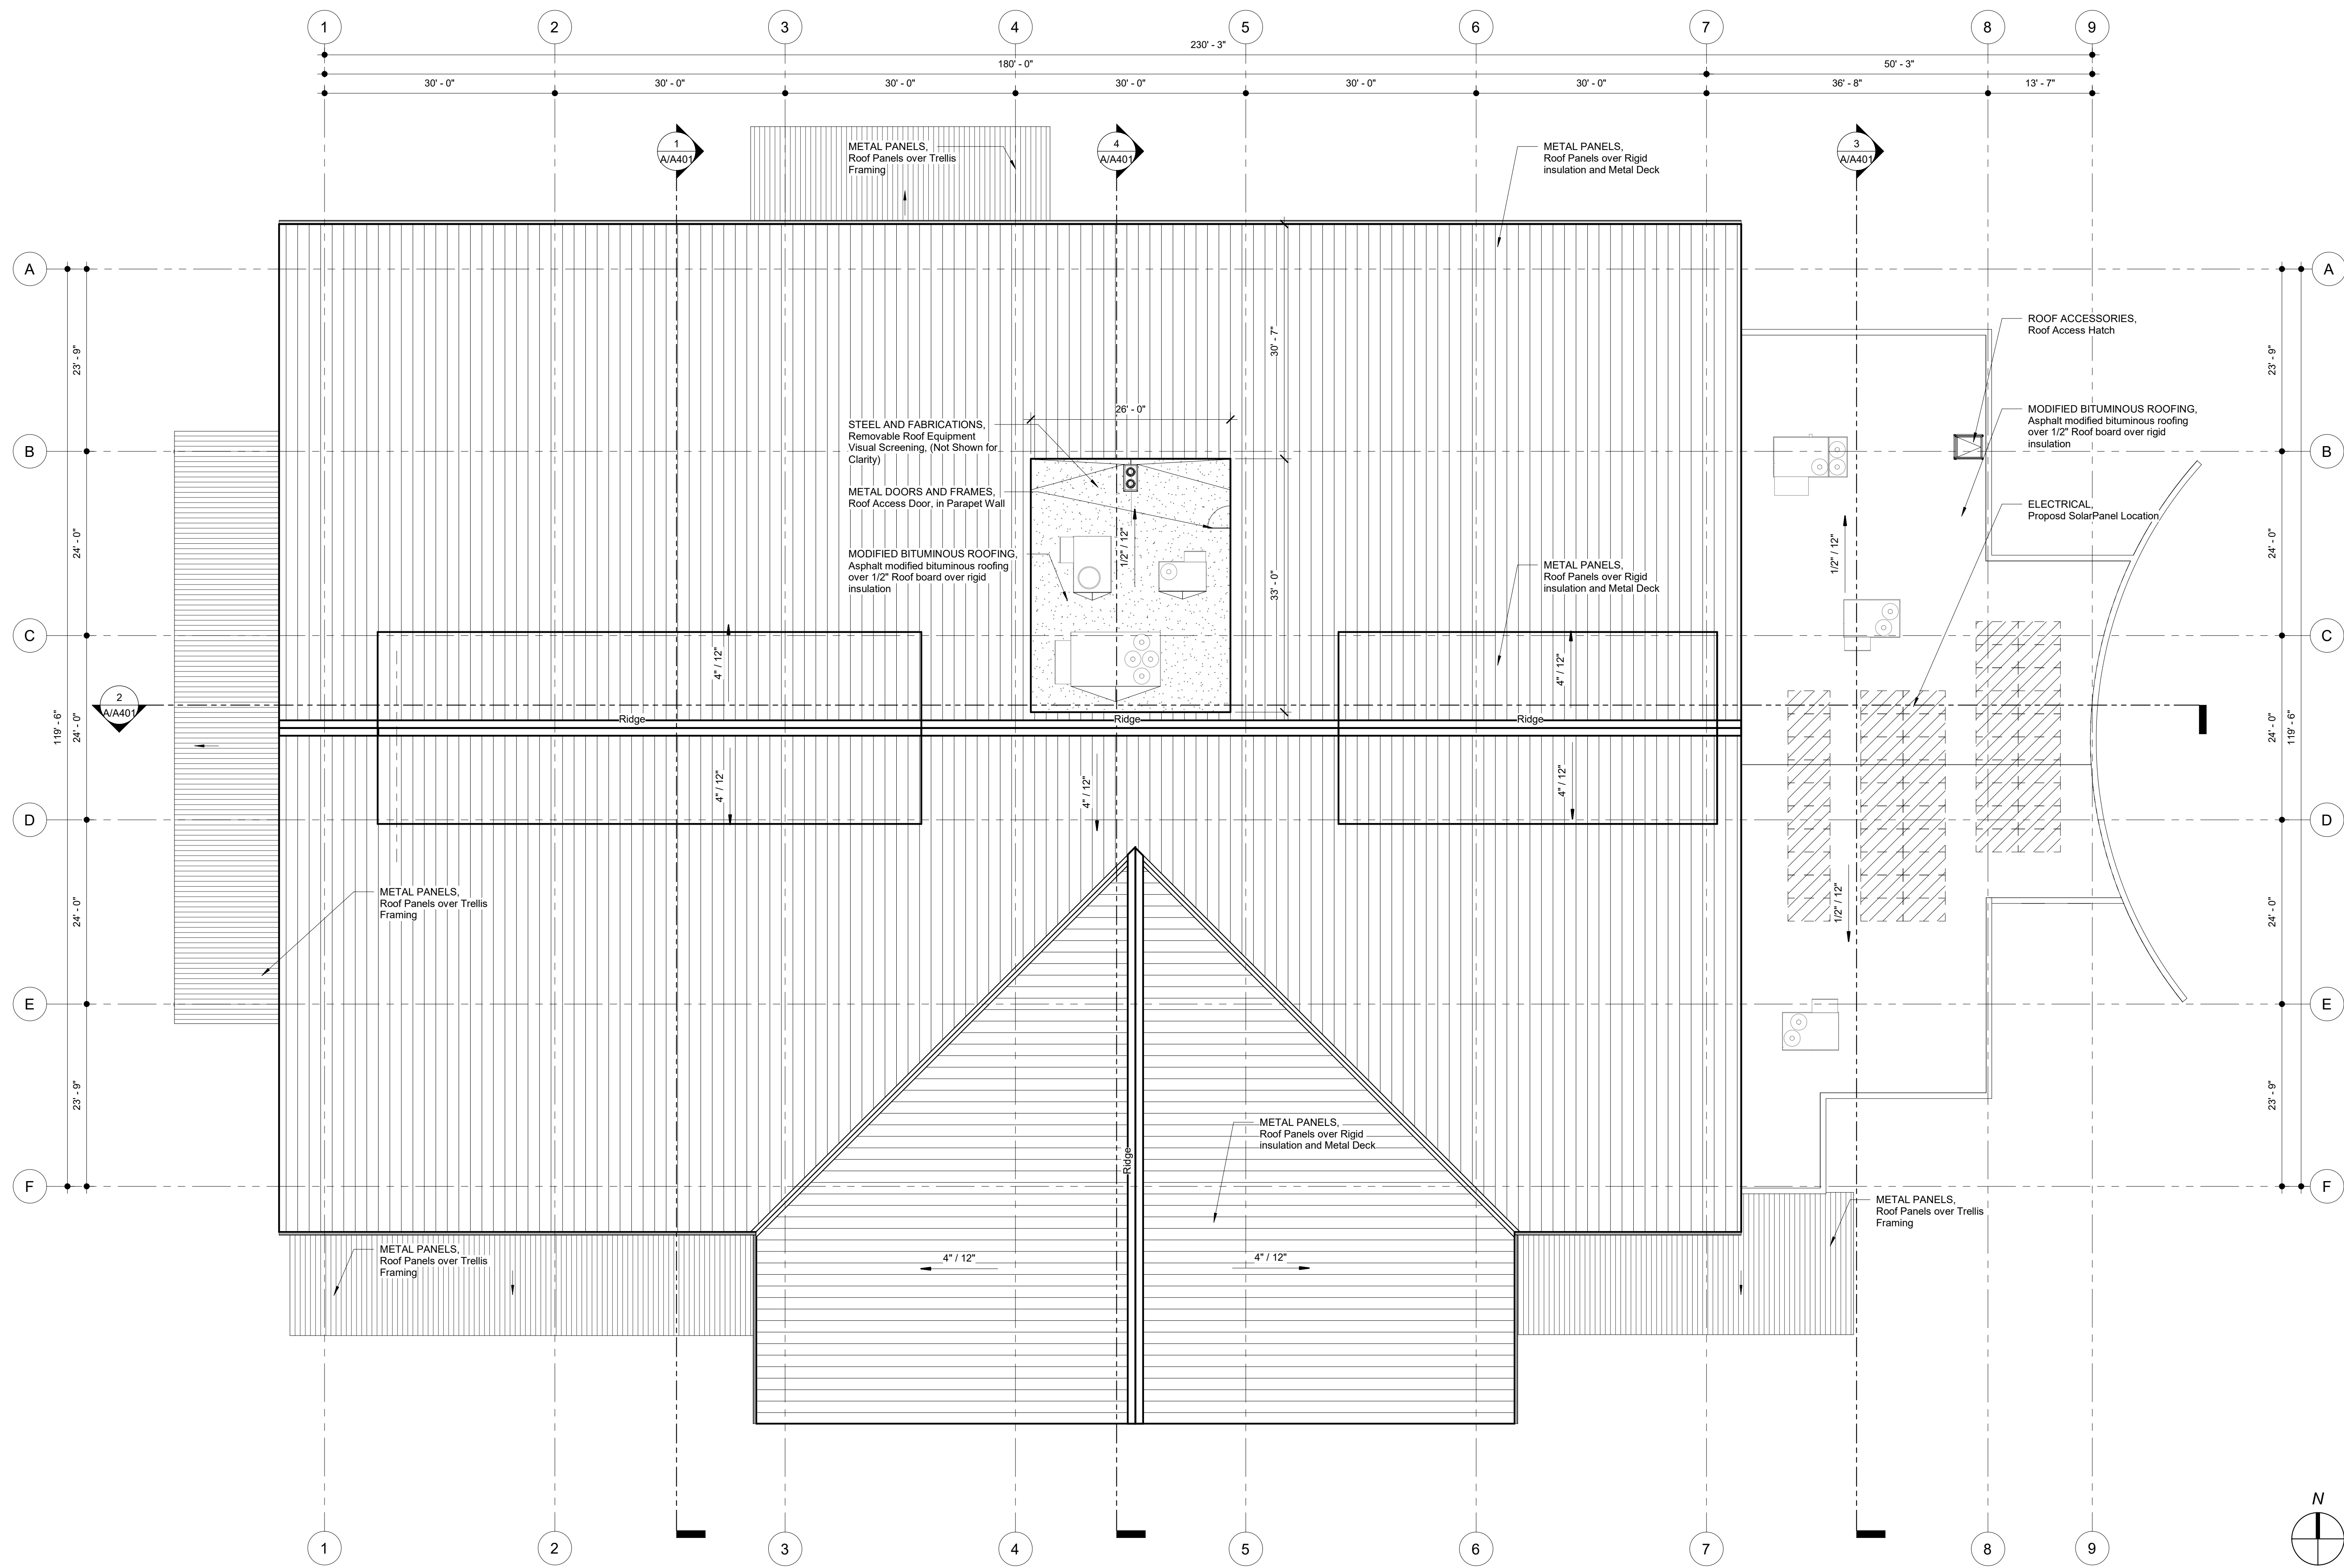 1 2 3 4 5 6 7 8 9
230' - 3"
180' - 0" 50' - 3"
30' - 0" 30' - 0" 30' - 0" 30' - 0" 30' - 0" 30' - 0" 36' - 8" 13' - 7"
1
A/A401
4
A/A401
3
A/A401
METAL PANELS,
Roof Panels over Trellis
Framing
METAL PANELS,
Roof Panels over Rigid
insulation and Metal Deck
A
A
23' - 9"
30' - 7"
23' - 9"
ROOF ACCESSORIES,
Roof Access Hatch
26' - 0"
STEEL AND FABRICATIONS,
Removable Roof Equipment
Visual Screening, (Not Shown for
Clarity)
MODIFIED BITUMINOUS ROOFING,
Asphalt modified bituminous roofing
over 1/2" Roof board over rigid
insulation
B
B
METAL DOORS AND FRAMES,
Roof Access Door, in Parapet Wall
ELECTRICAL,
Proposd SolarPanel Location
24' - 0"
1/2" / 12"
1/2" / 12"
24' - 0"
MODIFIED BITUMINOUS ROOFING,
Asphalt modified bituminous roofing
over 1/2" Roof board over rigid
insulation
METAL PANELS,
Roof Panels over Rigid
insulation and Metal Deck
33' - 0"
C
C
4" / 12"
4" / 12"
2
A/A401
Ridge
Ridge
Ridge
119' - 6"
24' - 0"
24' - 0"
119' - 6"
4" / 12"
4" / 12"
4" / 12"
D
D
METAL PANELS,
Roof Panels over Trellis
Framing
24' - 0"
1/2" / 12"
24' - 0"
E
E
23' - 9"
23' - 9"
METAL PANELS,
Roof Panels over Rigid
insulation and Metal Deck
Ridge
F
F
METAL PANELS,
Roof Panels over Trellis
Framing
METAL PANELS,
Roof Panels over Trellis
Framing
4" / 12"
4" / 12"
N
1 2 3 4 5 6 7 8 9